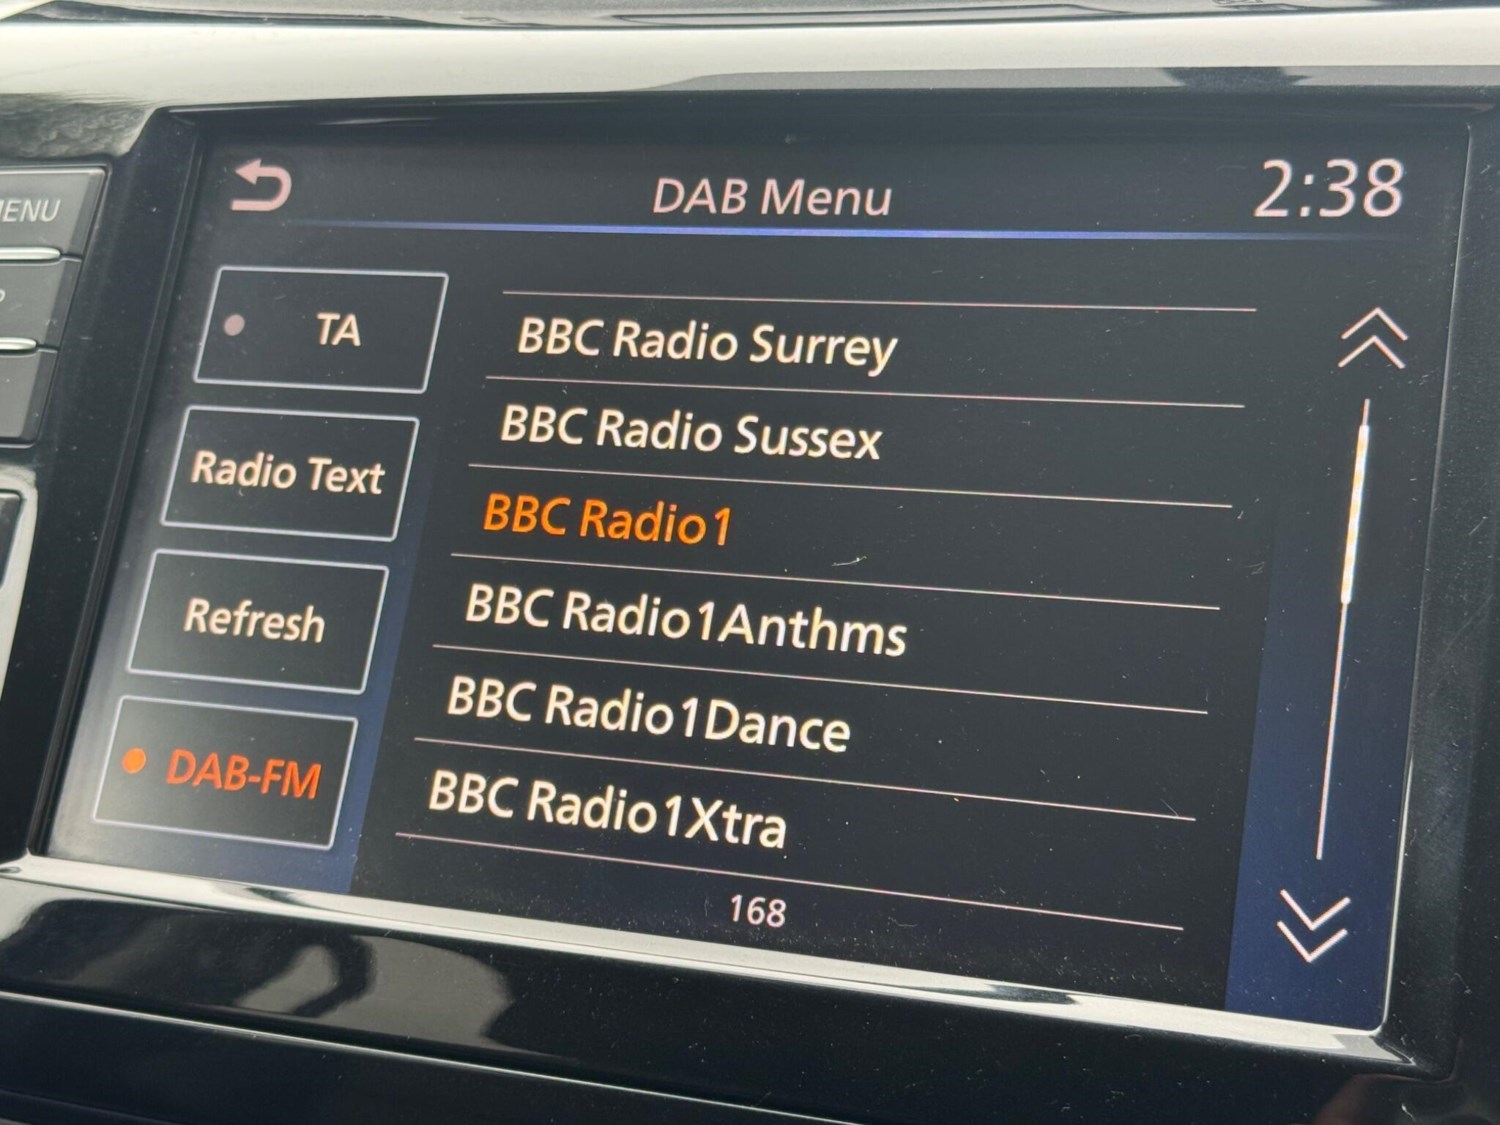 DAB Menu
2:38
TA
Radio Text
Refresh
DAB-FM
BBC Radio Surrey
BBC Radio Sussex
BBC Radio1
BBC Radio1Anthms
BBC Radio1Dance
BBC Radio1Xtra
168